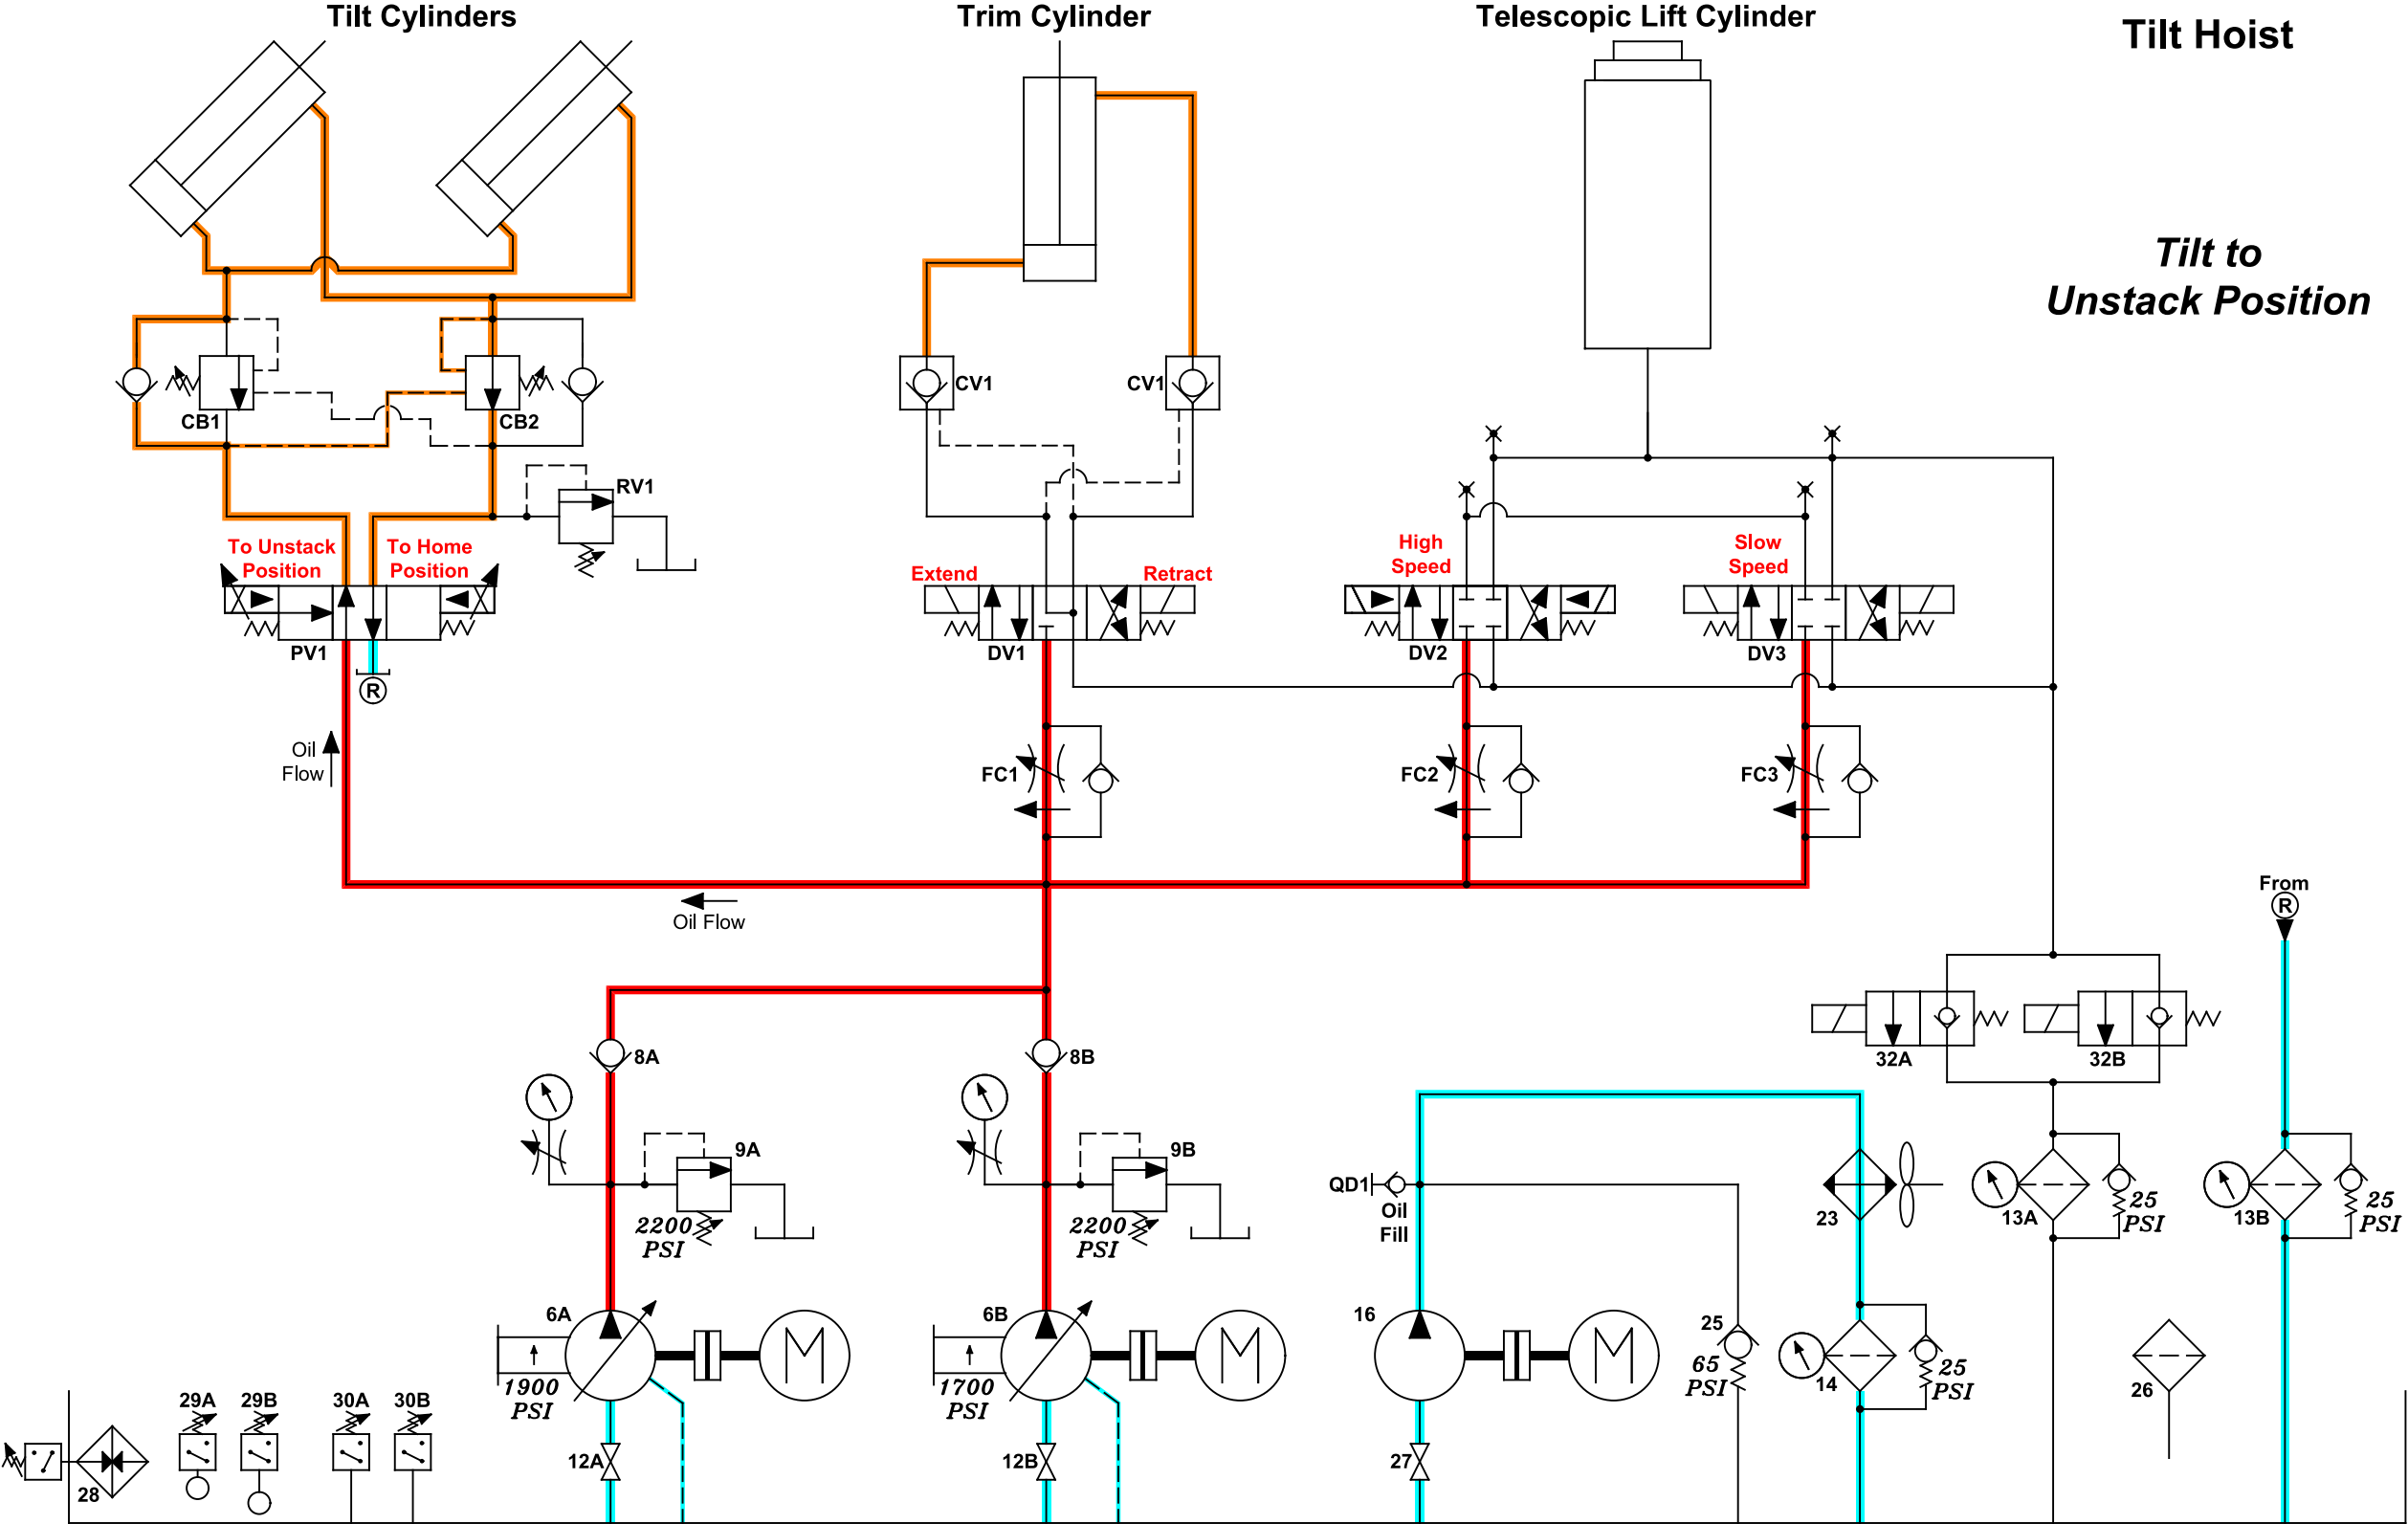 Tilt Cylinders
Trim Cylinder
Telescopic Lift Cylinder
Tilt Hoist
Tilt to
Unstack Position
CB1
CB2
CV1
CV1
RV1
To Unstack
Position
To Home
Position
Extend
Retract
High
Speed
Slow
Speed
PV1
R
DV1
DV2
DV3
Oil
Flow
FC1
FC2
FC3
Oil Flow
From
R
8A
8B
32A
32B
9A
9B
2200
PSI
2200
PSI
QD1
Oil
Fill
23
13A
25
PSI
13B
25
PSI
6A
M
6B
M
16
M
25
65
PSI
14
25
PSI
26
1900
PSI
1700
PSI
29A
29B
30A
30B
28
12A
12B
27